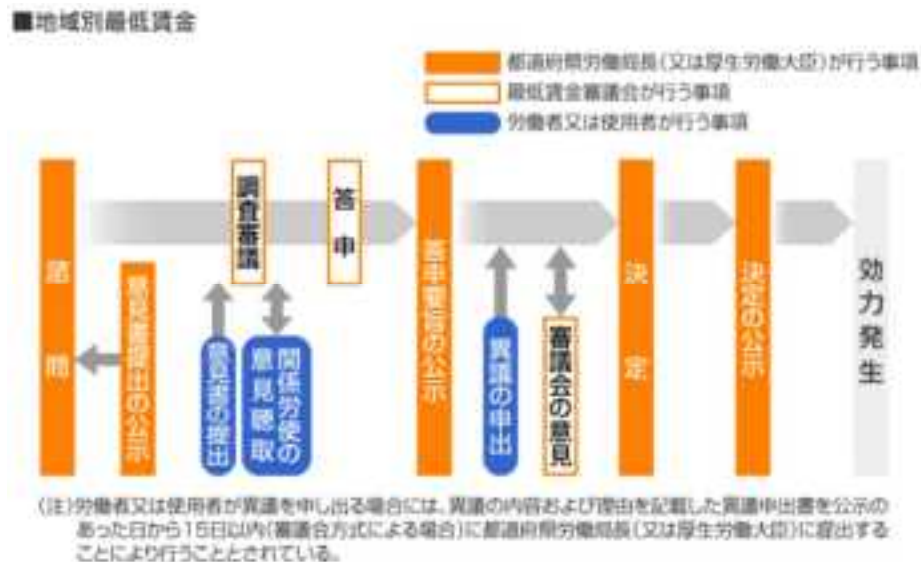 ■地域別最低賃金
都道府県労働局長(又は厚生労働大臣)が行う事項
最低賃金審議会が行う事項
労働者又は使用者が行う事項
諮問
意見書提出の公示
調査審議
意見書の提出
関係労使の
意見聴取
答申
答申要旨の公示
異議の申出
審議会の意見
決定
決定の公示
効力発生
(注)労働者又は使用者が異議を申し出る場合には、異議の内容および理由を記載した異議申出書を公示の
あった日から15日以内(審議会方式による場合)に都道府県労働局長(又は厚生労働大臣)に提出する
ことにより行うこととされている。